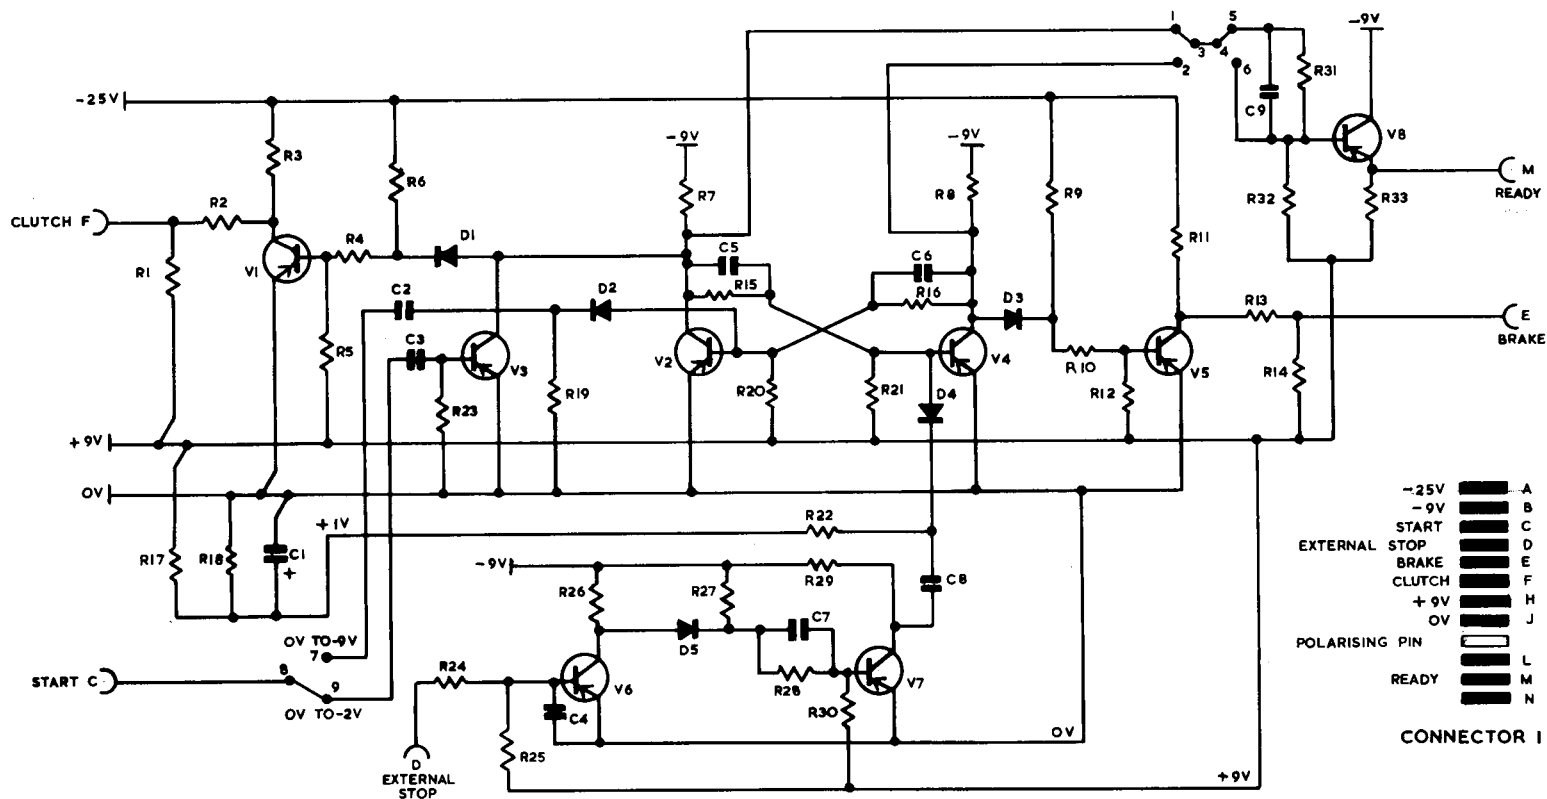 1
5
-9V
3
4
2
6
R31
C9
V8
-25V
R3
-9V
-9V
M
READY
R6
R7
R8
R9
R32
R33
CLUTCH F
R2
R4
D1
C5
C6
R11
R1
V1
R15
R16
C2
D2
D3
R13
E
BRAKE
C3
R5
V3
V2
V4
R10
V5
R14
R23
R19
R20
R21
D4
R12
+9V
0V
+1V
R22
R17
R18
C1
+
-9V
R29
C8
R26
R27
C7
0V TO-9V
7
D5
START C
8
9
0V TO-2V
R24
V6
R28
V7
C4
R30
R25
0V
D
EXTERNAL
STOP
+9V
-25V A
-9V B
START C
EXTERNAL STOP D
BRAKE E
CLUTCH F
+9V H
0V J
POLARISING PIN
L
READY M
N
CONNECTOR 1